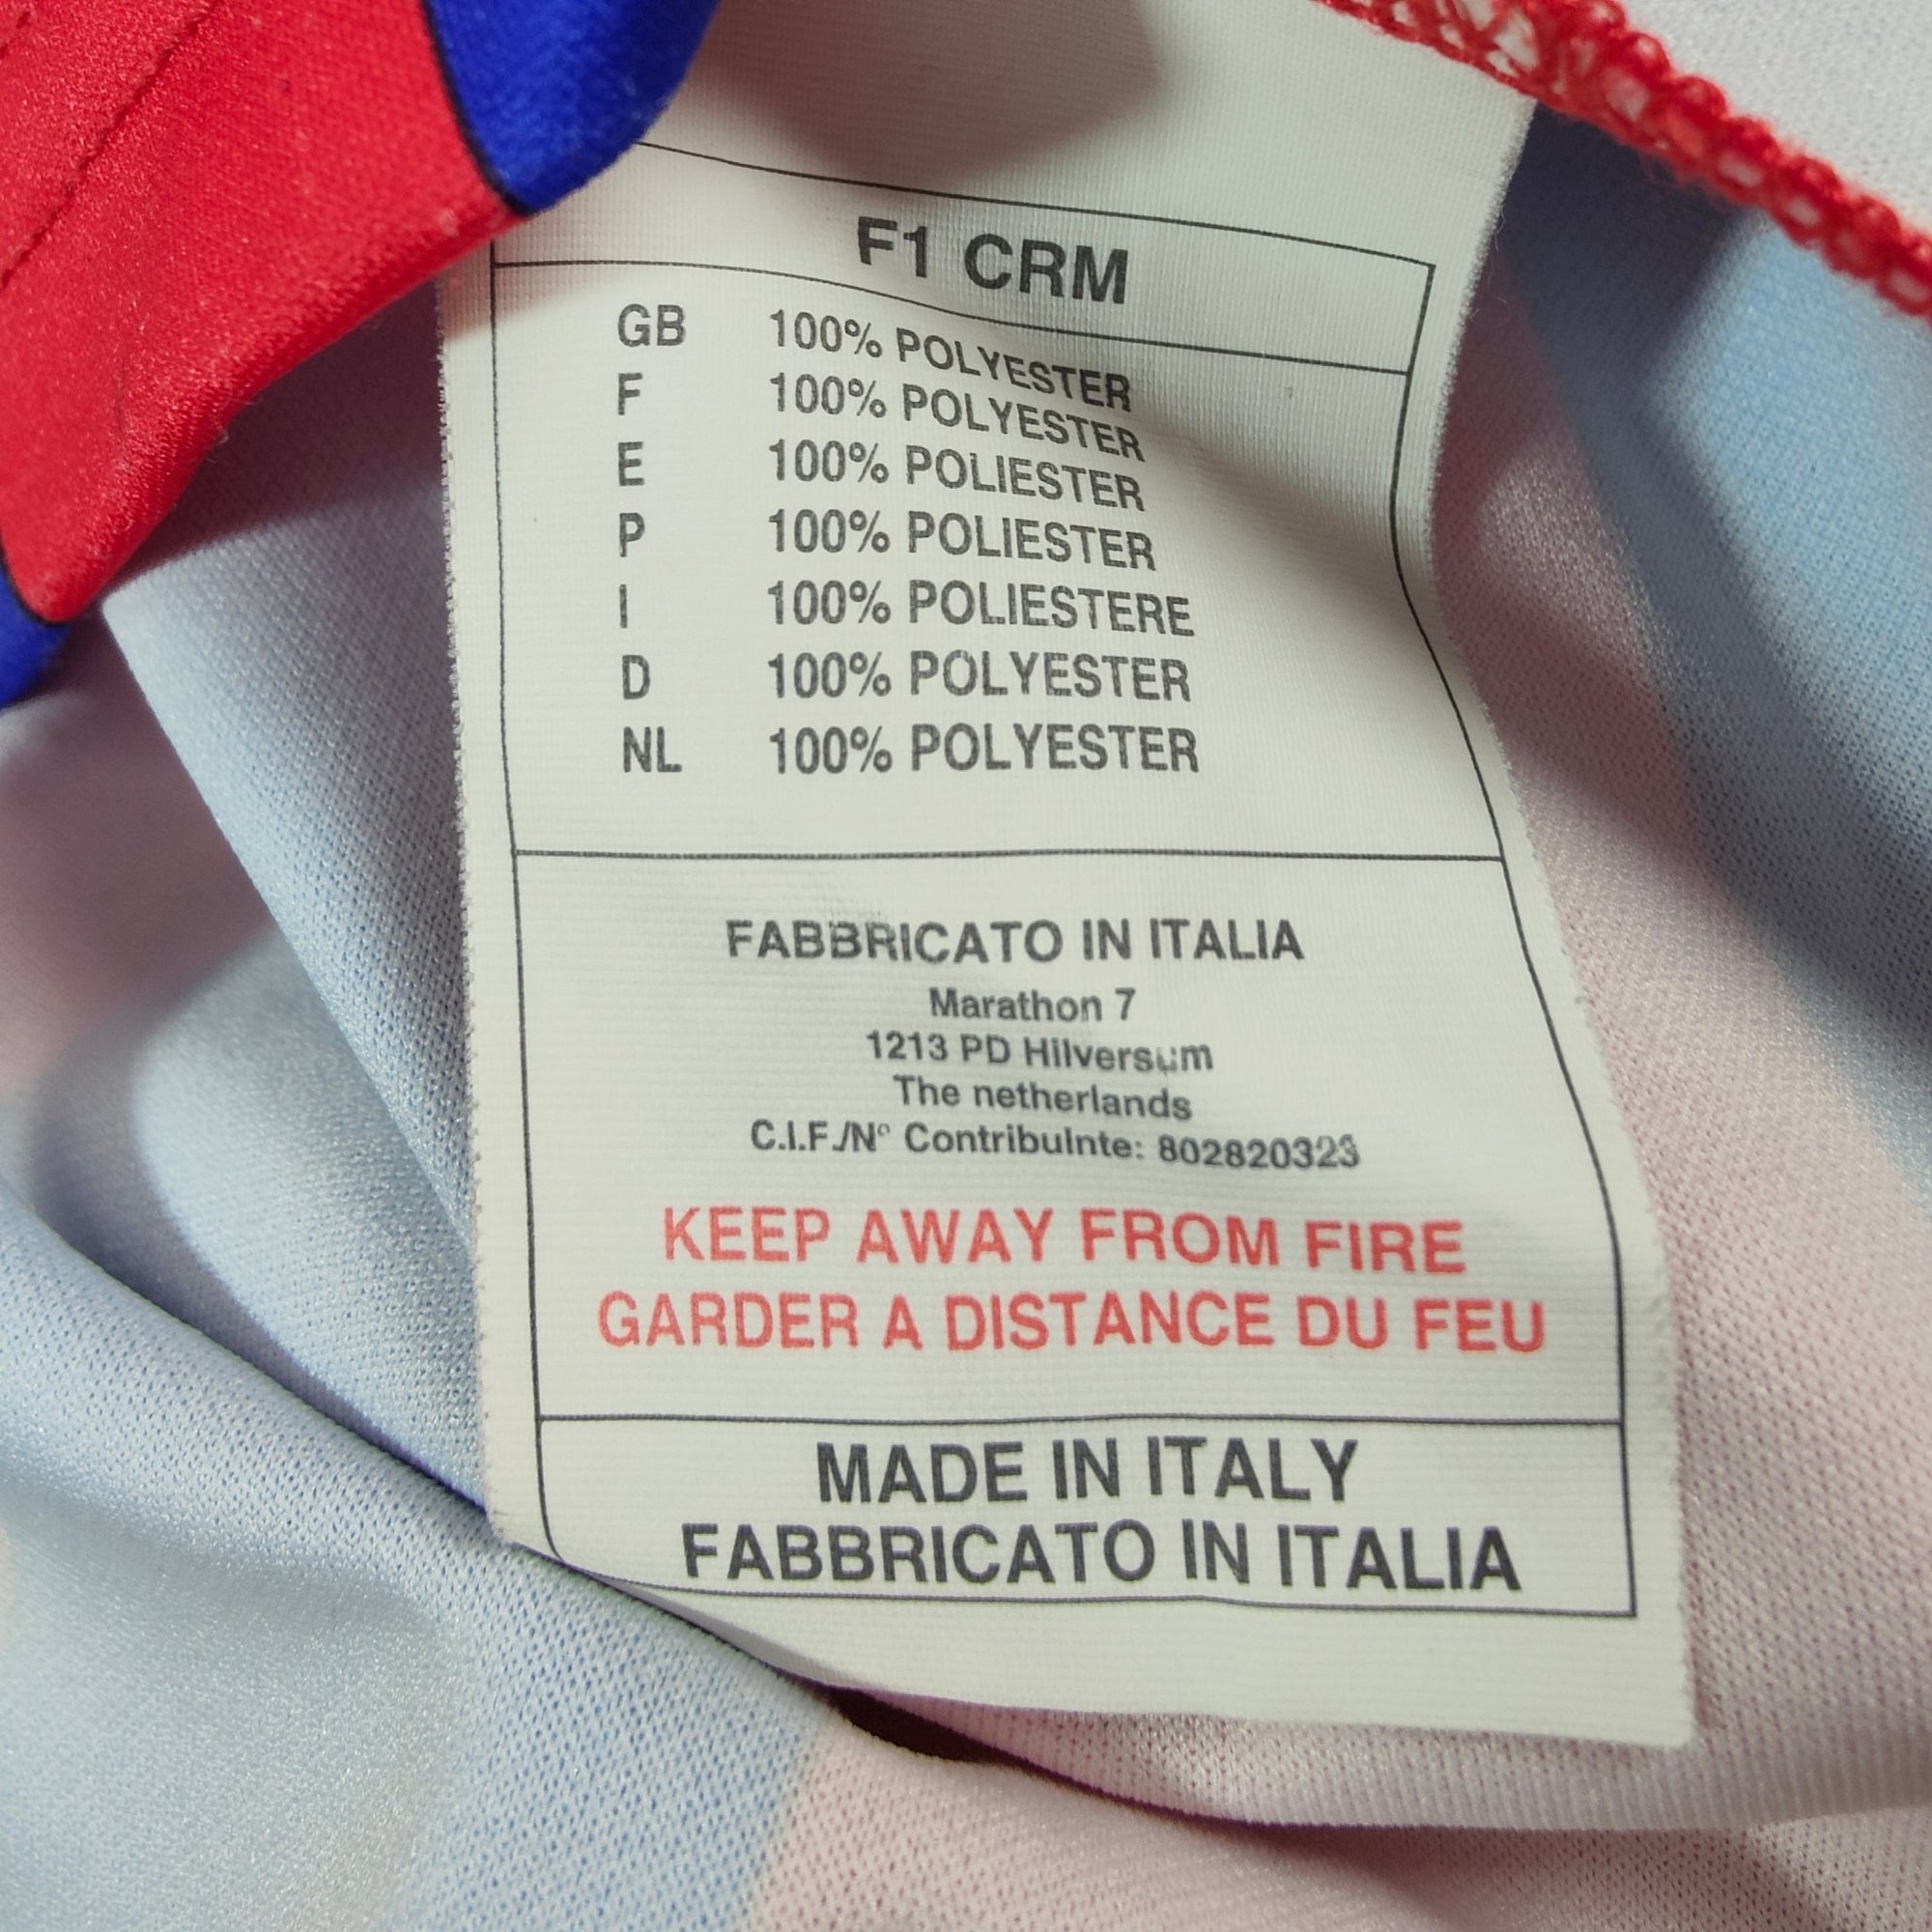 F1 CRM
GB 100% POLYESTER
F 100% POLYESTER
E 100% POLIESTER
P 100% POLIESTER
I 100% POLIESTERE
D 100% POLYESTER
NL 100% POLYESTER
FABBRICATO IN ITALIA
Marathon 7
1213 PD Hilversum
The netherlands
C.I.F./Nº Contribulnte: 802820323
KEEP AWAY FROM FIRE
GARDER A DISTANCE DU FEU
MADE IN ITALY
FABBRICATO IN ITALIA